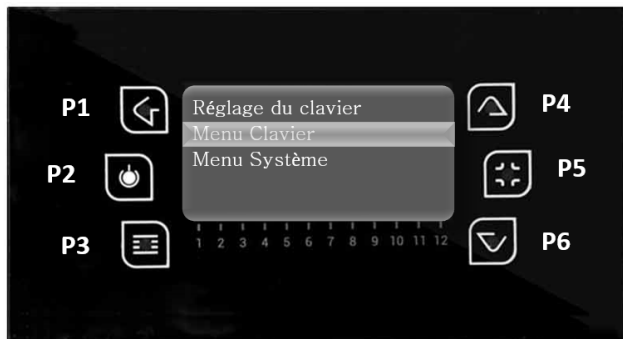 P1
Réglage du clavier
P4
Menu Clavier
Menu Système
P2
P5
P3
1 2 3 4 5 6 7 8 9 10 11 12
P6